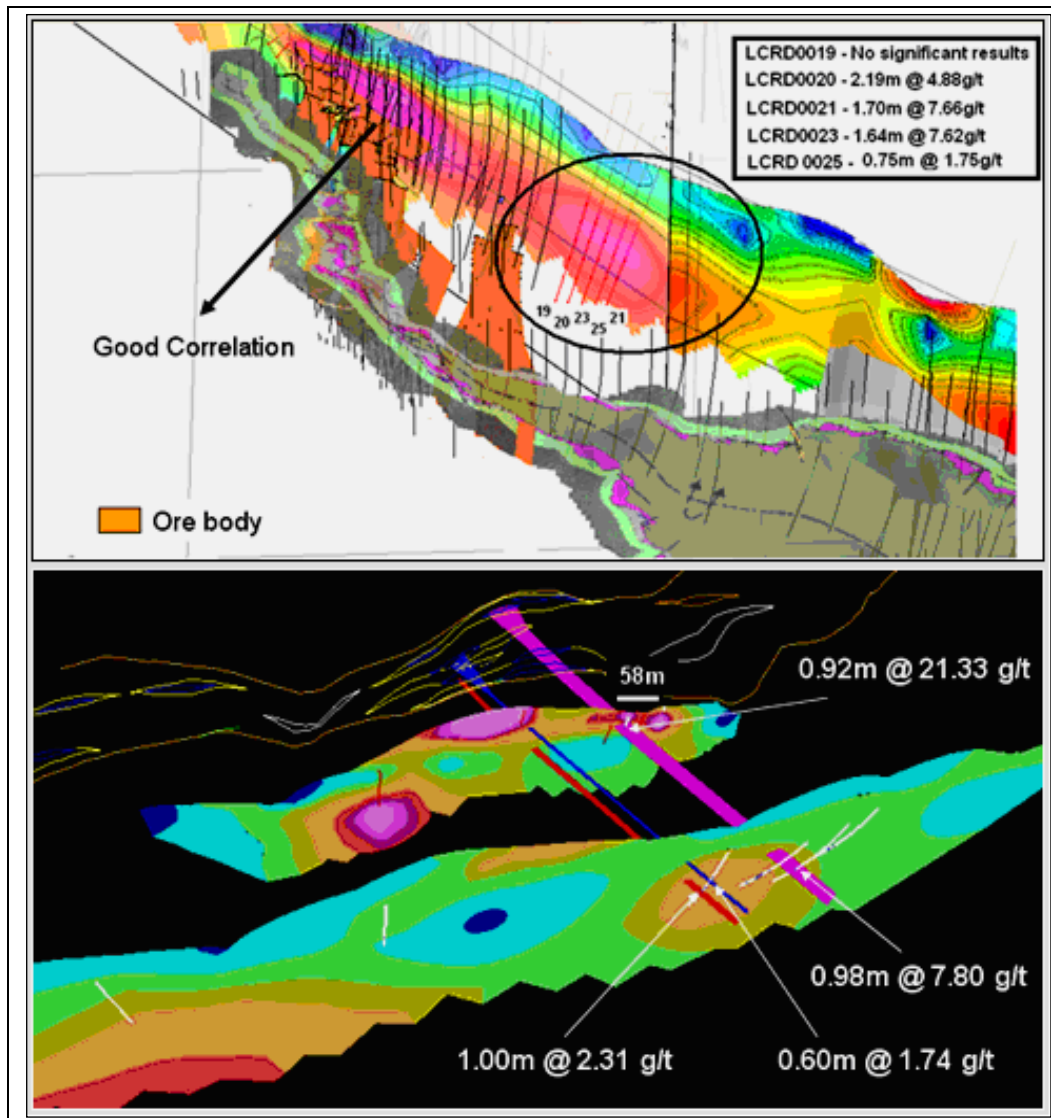 LCRD0019 - No significant results
LCRD0020 - 2.19m @ 4.88g/t
LCRD0021 - 1.70m @ 7.66g/t
LCRD0023 - 1.64m @ 7.62g/t
LCRD 0025 - 0.75m @ 1.75g/t
19 20 23 25 21
Good Correlation
Ore body
58m
0.92m @ 21.33 g/t
0.98m @ 7.80 g/t
1.00m @ 2.31 g/t
0.60m @ 1.74 g/t